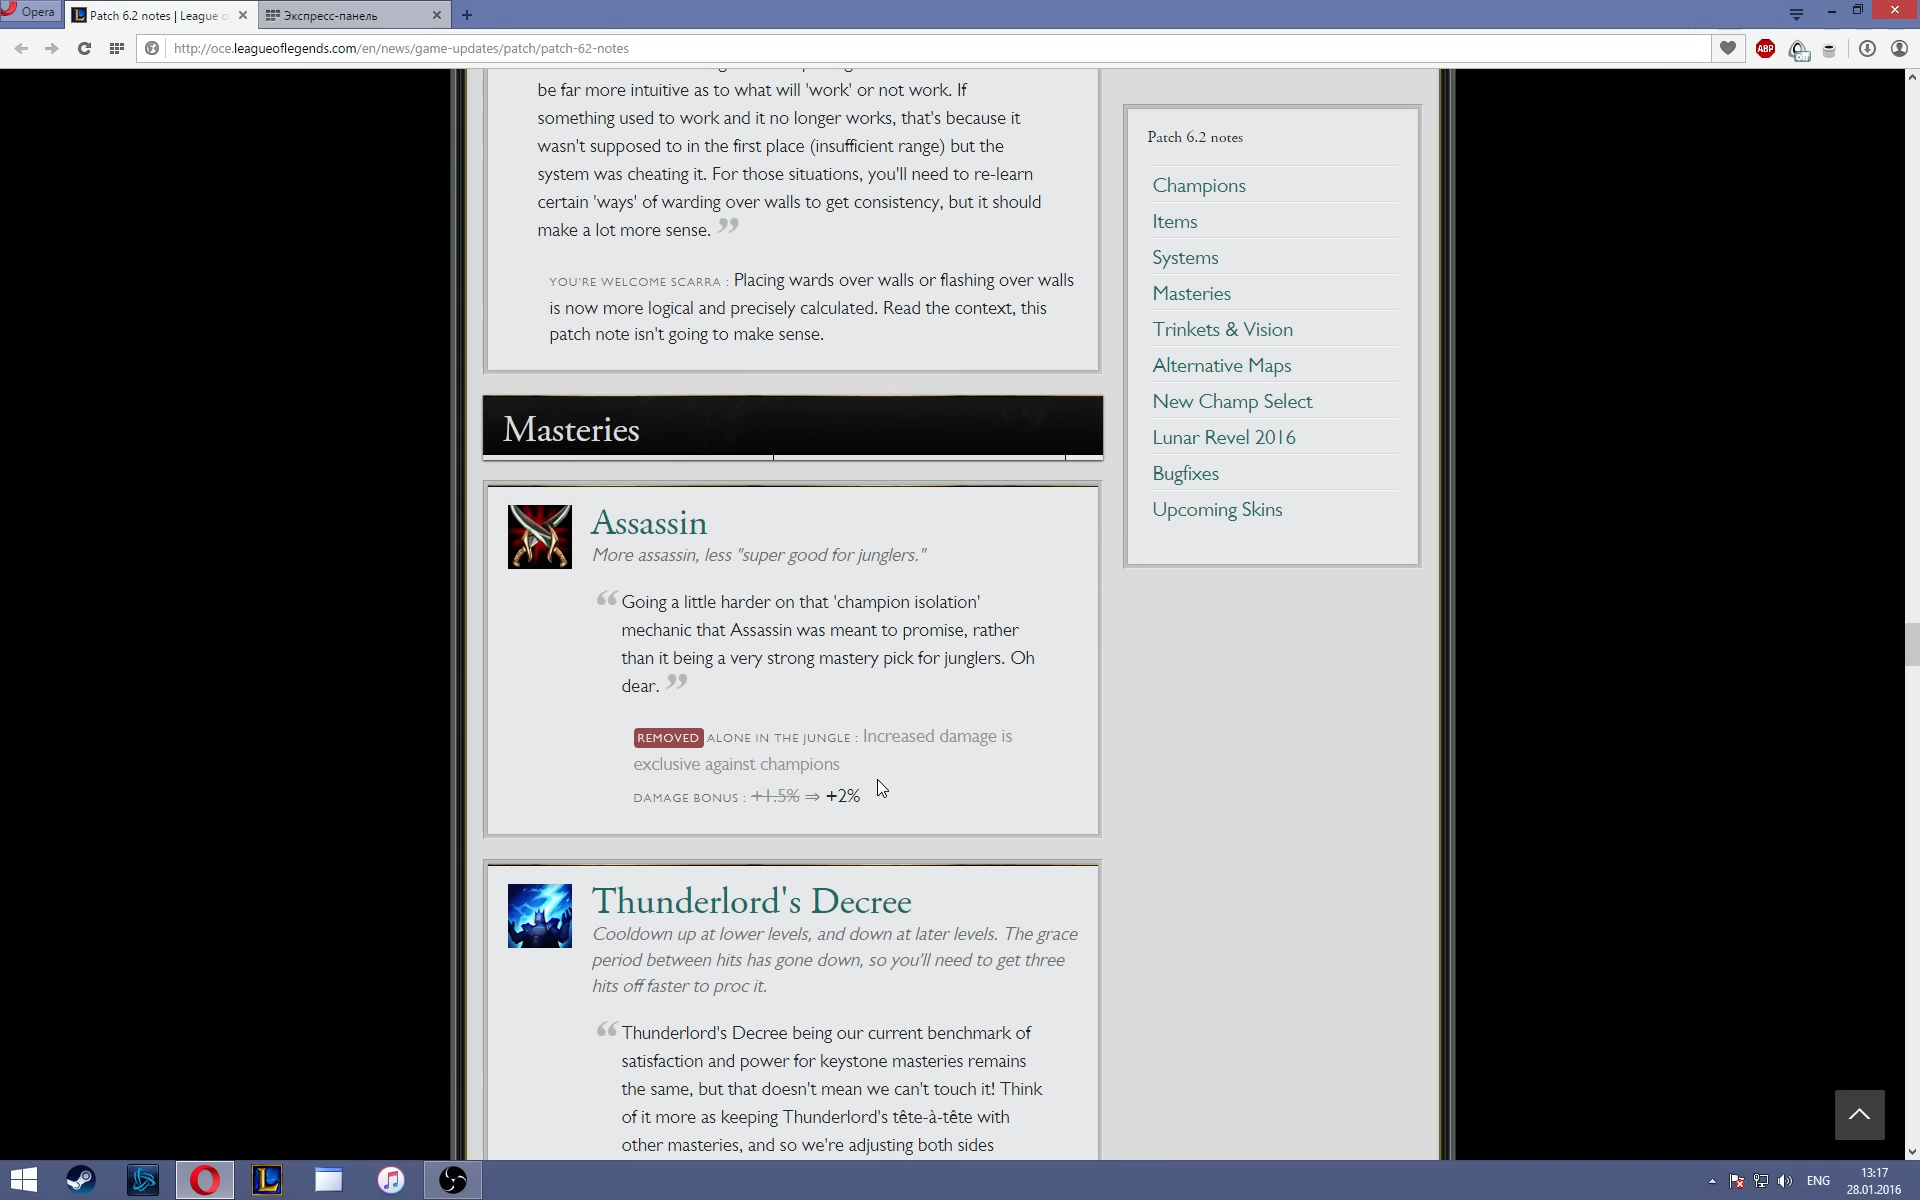 Opera
Patch 6.2 notes | League o
Экспресс-панель
http://oce.leagueoflegends.com/en/news/game-updates/patch/patch-62-notes
ABP
be far more intuitive as to what will 'work' or not work. If
something used to work and it no longer works, that's because it
wasn't supposed to in the first place (insufficient range) but the
system was cheating it. For those situations, you'll need to re-learn
certain 'ways' of warding over walls to get consistency, but it should
make a lot more sense. ”
YOU'RE WELCOME SCARRA : Placing wards over walls or flashing over walls
is now more logical and precisely calculated. Read the context, this
patch note isn't going to make sense.
Masteries
Assassin
More assassin, less "super good for junglers."
“ Going a little harder on that 'champion isolation'
mechanic that Assassin was meant to promise, rather
than it being a very strong mastery pick for junglers. Oh
dear. ”
REMOVED ALONE IN THE JUNGLE : Increased damage is
exclusive against champions
DAMAGE BONUS : +1.5% ⇒ +2%
Thunderlord's Decree
Cooldown up at lower levels, and down at later levels. The grace
period between hits has gone down, so you'll need to get three
hits off faster to proc it.
“ Thunderlord's Decree being our current benchmark of
satisfaction and power for keystone masteries remains
the same, but that doesn't mean we can't touch it! Think
of it more as keeping Thunderlord's tête-à-tête with
other masteries, and so we're adjusting both sides
Patch 6.2 notes
Champions
Items
Systems
Masteries
Trinkets & Vision
Alternative Maps
New Champ Select
Lunar Revel 2016
Bugfixes
Upcoming Skins
ENG
13:17
28.01.2016